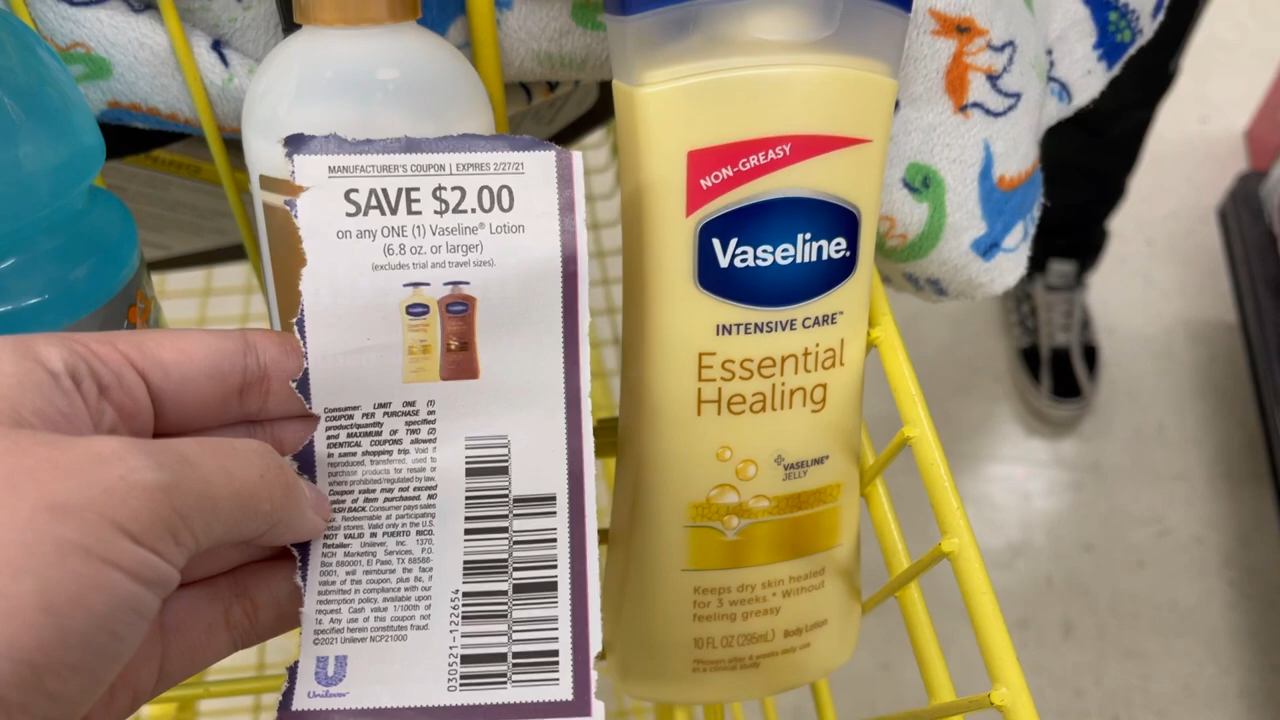 MANUFACTURER'S COUPON | EXPIRES 2/27/21
SAVE $2.00
on any ONE (1) Vaseline® Lotion
(6.8 oz. or larger)
(excludes trial and travel sizes).
Consumer: LIMIT ONE (1)
COUPON PER PURCHASE on
product/quantity specified
and MAXIMUM OF TWO (2)
IDENTICAL COUPONS allowed
in same shopping trip. Void if
reproduced, transferred, used to
purchase products for resale or
where prohibited/regulated by law.
Coupon value may not exceed
value of item purchased. NO
CASH BACK. Consumer pays sales
tax. Redeemable at participating
retail stores. Valid only in the U.S.
NOT VALID IN PUERTO RICO.
Retailer: Unilever, Inc. 1370,
NCH Marketing Services, P.O.
Box 880001, El Paso, TX 88588-
0001, will reimburse the face
value of this coupon, plus 8¢, if
submitted in compliance with our
redemption policy, available upon
request. Cash value 1/100th of
1¢. Any use of this coupon not
specified herein constitutes fraud.
©2021 Unilever NCP21000
Unilever
030521-122654
NON-GREASY
Vaseline.
INTENSIVE CARE™
Essential
Healing
VASELINE®
JELLY
Keeps dry skin healed
for 3 weeks.* Without
feeling greasy
10 FL OZ (295mL) Body Lotion
*Proven after 4 weeks daily use
in a clinical study